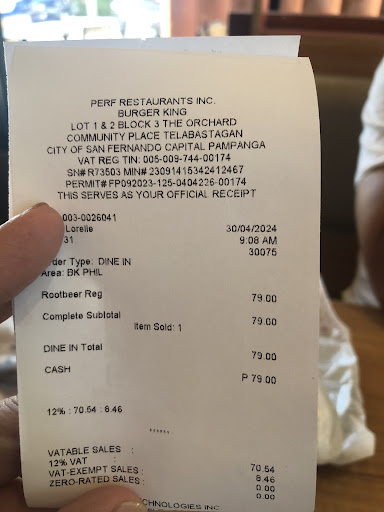 PERF RESTAURANTS INC.
BURGER KING
LOT 1 & 2 BLOCK 3 THE ORCHARD
COMMUNITY PLACE TELABASTAGAN
CITY OF SAN FERNANDO CAPITAL PAMPANGA
VAT REG TIN: 005-009-744-00174
SN# R73503 MIN# 23091415342412467
PERMIT# FP092023-125-0404226-00174
THIS SERVES AS YOUR OFFICIAL RECEIPT
003-0026041
Lorelie 30/04/2024
31 9:08 AM
30075
rder Type: DINE IN
Area: BK PHIL
Rootbeer Reg 79.00
Complete Subtotal 79.00
Item Sold: 1
DINE IN Total 79.00
CASH P 79.00
12% : 70.54 : 8.46
******
VATABLE SALES : 70.54
12% VAT : 8.46
VAT-EXEMPT SALES : 0.00
ZERO-RATED SALES : 0.00
CHNOLOGIES INC